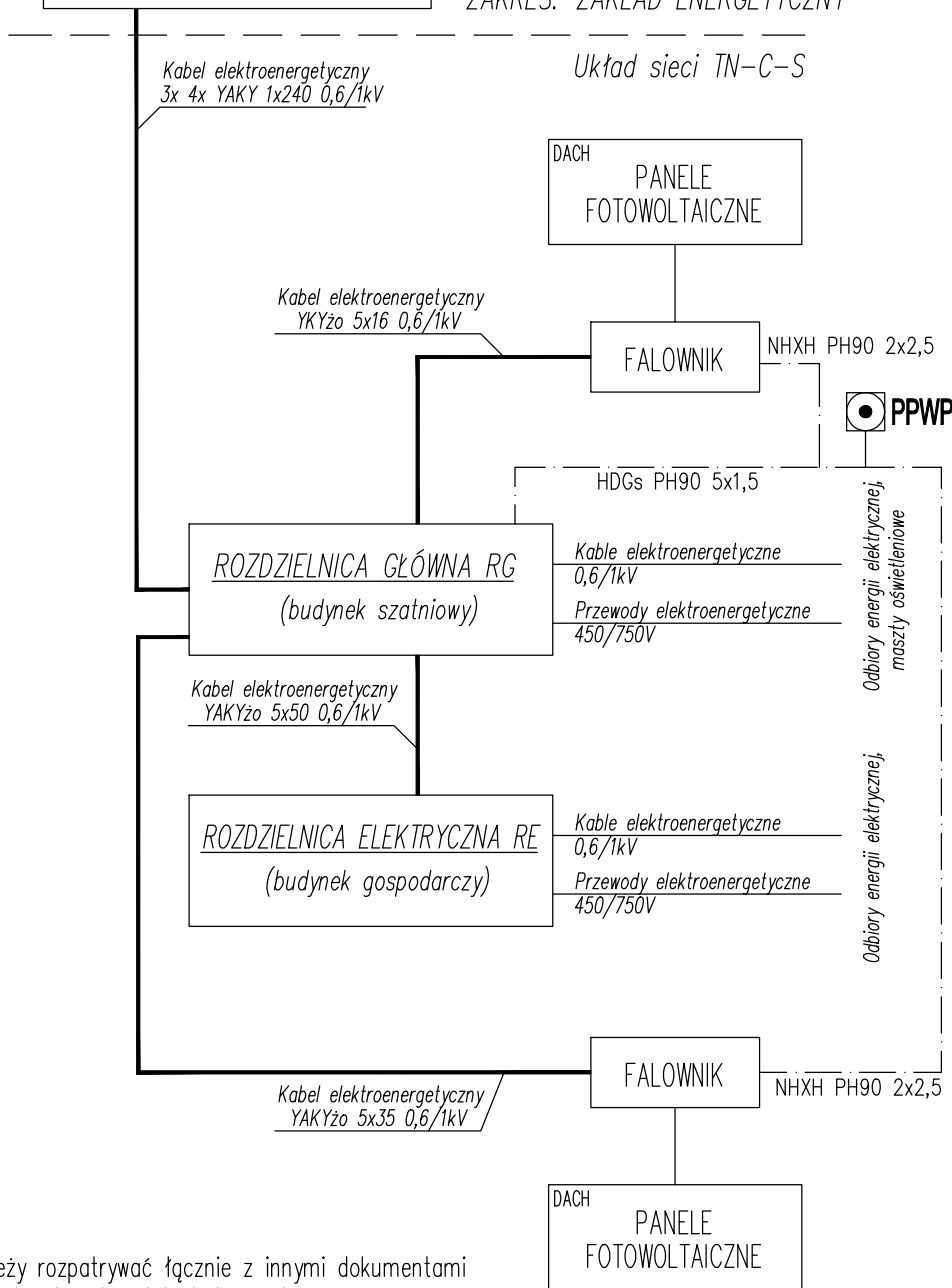 ZAKRES: ZAKŁAD ENERGETYCZNY
Układ sieci TN-C-S
Kabel elektroenergetyczny
3x 4x YAKY 1x240 0,6/1kV
DACH
PANELE
FOTOWOLTAICZNE
Kabel elektroenergetyczny
YKYżo 5x16 0,6/1kV
FALOWNIK
NHXH PH90 2x2,5
PPWP
HDGs PH90 5x1,5
ROZDZIELNICA GŁÓWNA RG
(budynek szatniowy)
Kable elektroenergetyczne
0,6/1kV
Przewody elektroenergetyczne
450/750V
Odbiory energii elektrycznej,
maszty oświetleniowe
Kabel elektroenergetyczny
YAKYżo 5x50 0,6/1kV
ROZDZIELNICA ELEKTRYCZNA RE
(budynek gospodarczy)
Kable elektroenergetyczne
0,6/1kV
Przewody elektroenergetyczne
450/750V
Odbiory energii elektrycznej,
FALOWNIK
NHXH PH90 2x2,5
Kabel elektroenergetyczny
YAKYżo 5x35 0,6/1kV
DACH
PANELE
FOTOWOLTAICZNE
eży rozpatrywać łącznie z innymi dokumentami